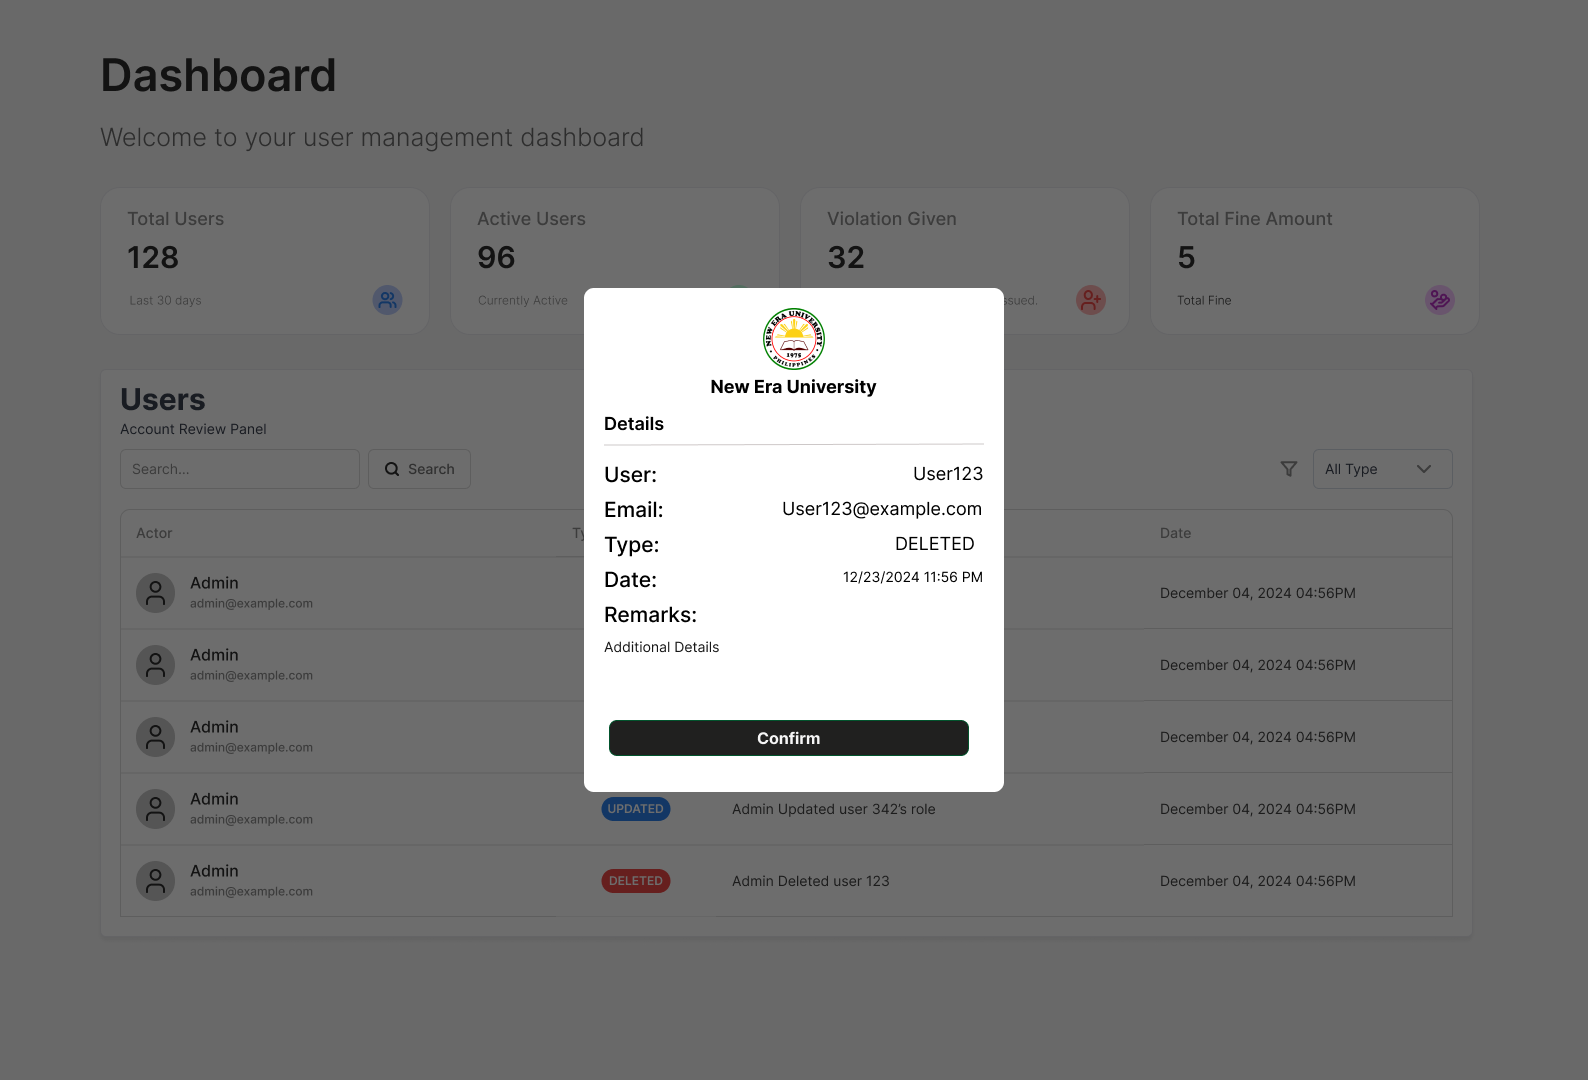 Dashboard
Welcome to your user management dashboard
Total Users
128
Last 30 days
Active Users
96
Currently Active
Violation Given
32
ssued.
Total Fine Amount
5
Total Fine
NEW ERA UNIVERSITY
1975
PHILIPPINES
New Era University
Details
User: User123
Email: User123@example.com
Type: DELETED
Date: 12/23/2024 11:56 PM
Remarks:
Additional Details
Confirm
Users
Account Review Panel
Search...
Search
All Type
Actor Ty Date
Admin
admin@example.com
December 04, 2024 04:56PM
Admin
admin@example.com
December 04, 2024 04:56PM
Admin
admin@example.com
December 04, 2024 04:56PM
Admin
admin@example.com
UPDATED
Admin Updated user 342’s role
December 04, 2024 04:56PM
Admin
admin@example.com
DELETED
Admin Deleted user 123
December 04, 2024 04:56PM